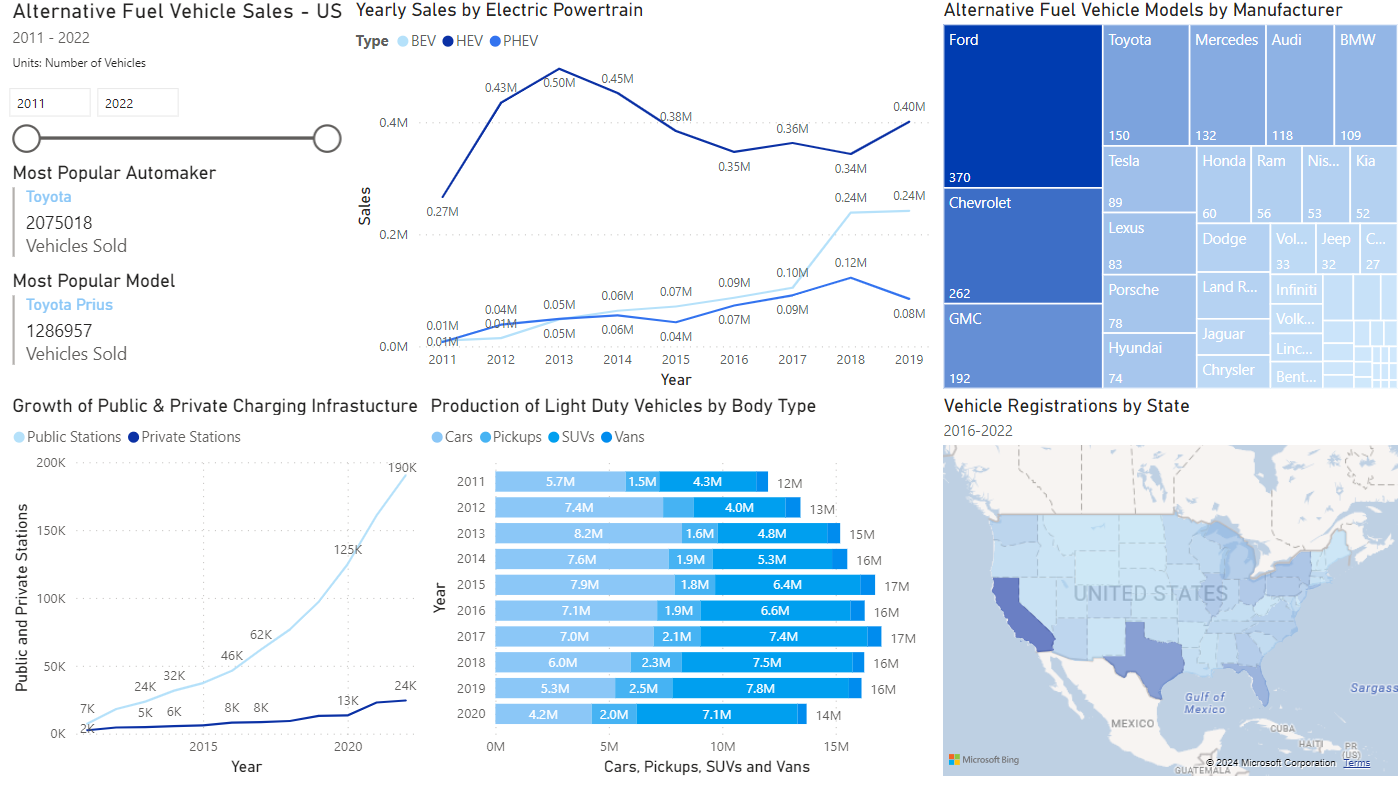 Alternative Fuel Vehicle Sales - US
2011 - 2022
Units: Number of Vehicles
2011
2022
Most Popular Automaker
Toyota
2075018
Vehicles Sold
Most Popular Model
Toyota Prius
1286957
Vehicles Sold
Yearly Sales by Electric Powertrain
Type BEV HEV PHEV
Sales
0.4M
0.2M
0.0M
0.27M
0.43M
0.50M
0.45M
0.38M
0.35M
0.36M
0.34M
0.40M
0.01M
0.01M
0.04M
0.01M
0.05M
0.05M
0.06M
0.06M
0.07M
0.04M
0.09M
0.07M
0.10M
0.09M
0.24M
0.12M
0.24M
0.08M
2011 2012 2013 2014 2015 2016 2017 2018 2019
Year
Alternative Fuel Vehicle Models by Manufacturer
Ford
370
Chevrolet
262
GMC
192
Toyota
150
Mercedes
132
Audi
118
BMW
109
Tesla
89
Lexus
83
Porsche
78
Hyundai
74
Honda
60
Ram
56
Nis...
53
Kia
52
Dodge
Land R...
Jaguar
Chrysler
Vol...
33
Jeep
32
C...
27
Infiniti
Volk...
Linc...
Bent...
Growth of Public & Private Charging Infrastucture
Public Stations Private Stations
Public and Private Stations
200K
150K
100K
50K
0K
7K
2K
24K
5K
32K
6K
46K
8K
62K
8K
125K
13K
190K
24K
2015 2020
Year
Production of Light Duty Vehicles by Body Type
Cars Pickups SUVs Vans
Year
2011 5.7M 1.5M 4.3M 12M
2012 7.4M 4.0M 13M
2013 8.2M 1.6M 4.8M 15M
2014 7.6M 1.9M 5.3M 16M
2015 7.9M 1.8M 6.4M 17M
2016 7.1M 1.9M 6.6M 16M
2017 7.0M 2.1M 7.4M 17M
2018 6.0M 2.3M 7.5M 16M
2019 5.3M 2.5M 7.8M 16M
2020 4.2M 2.0M 7.1M 14M
0M 5M 10M 15M
Cars, Pickups, SUVs and Vans
Vehicle Registrations by State
2016-2022
UNITED STATES
Gulf of
Mexico
Sargass
MEXICO
CUBA
HAITI
PR
(US)
GUATEMALA
Microsoft Bing
© 2024 Microsoft Corporation Terms